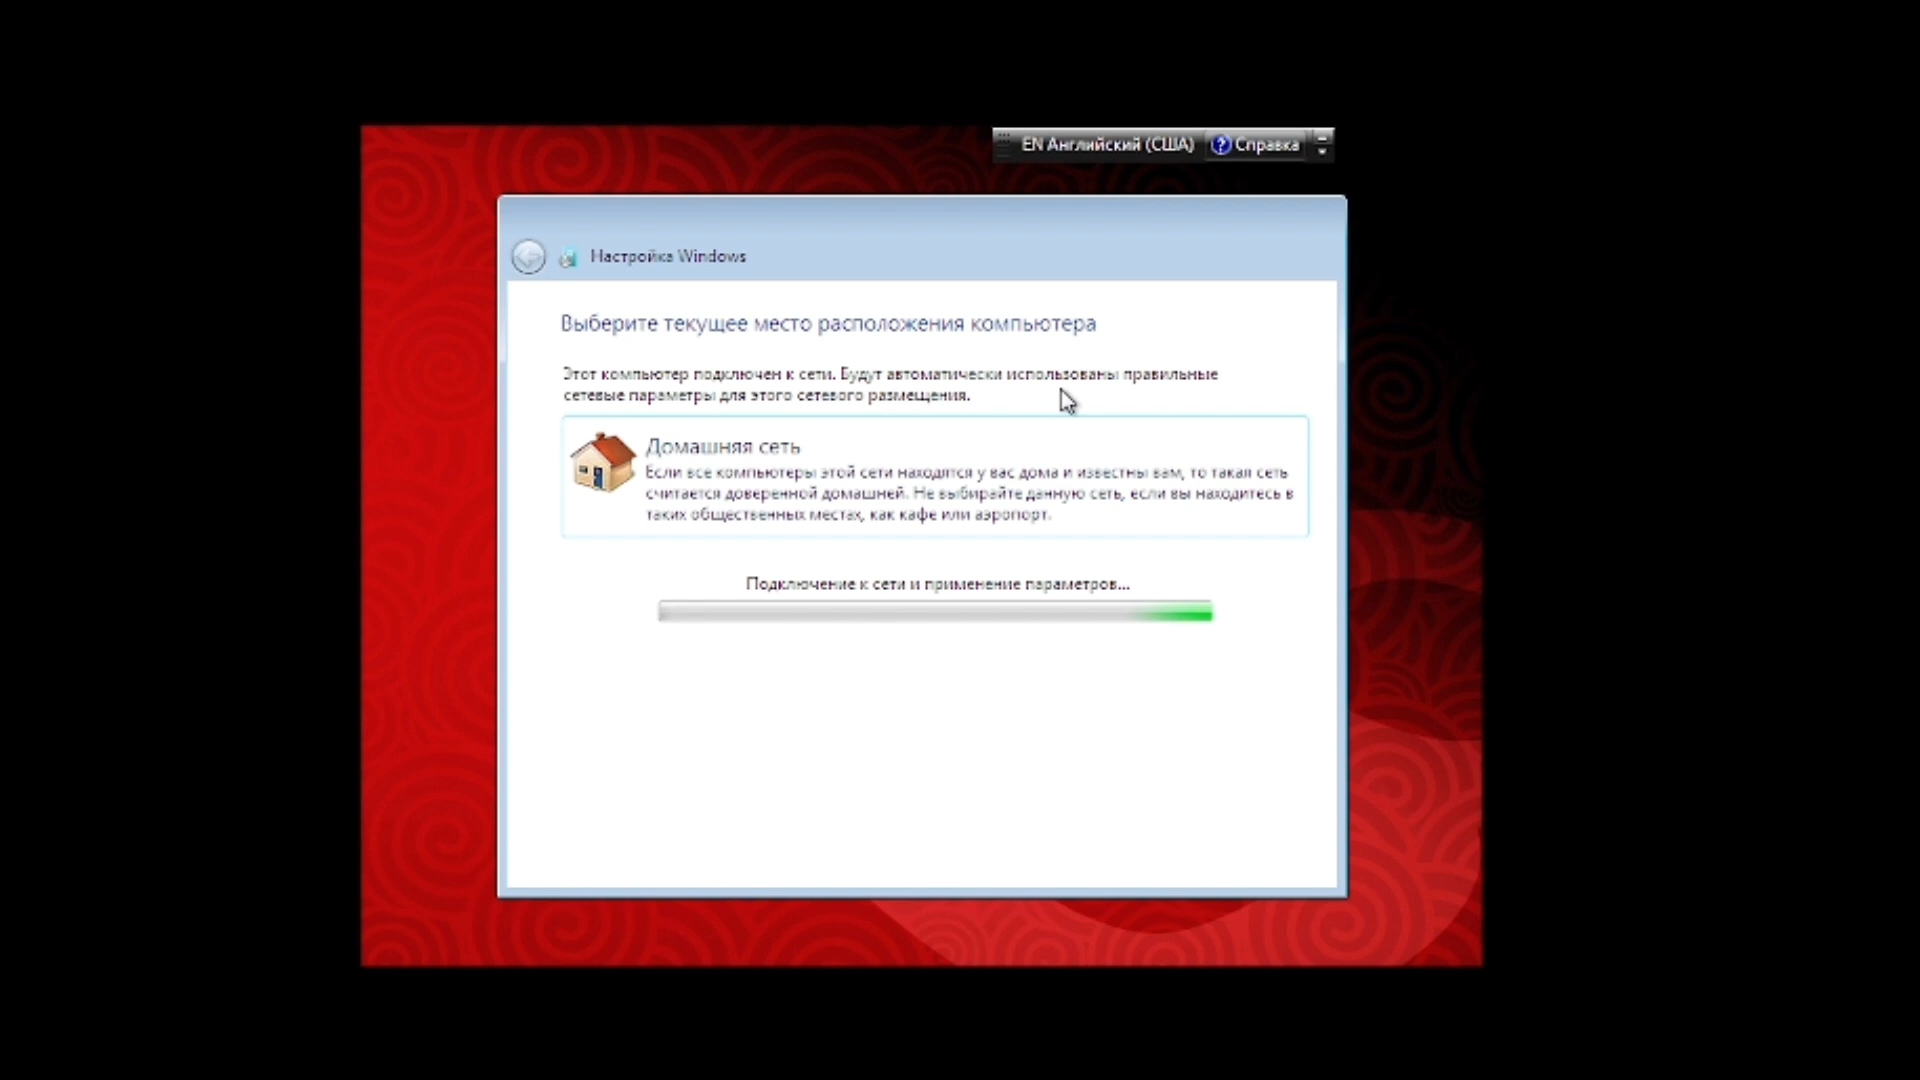 EN Английский (США) Справка
Настройка Windows
Выберите текущее место расположения компьютера
Этот компьютер подключен к сети. Будут автоматически использованы правильные
сетевые параметры для этого сетевого размещения.
Домашняя сеть
Если все компьютеры этой сети находятся у вас дома и известны вам, то такая сеть
считается доверенной домашней. Не выбирайте данную сеть, если вы находитесь в
таких общественных местах, как кафе или аэропорт.
Подключение к сети и применение параметров...